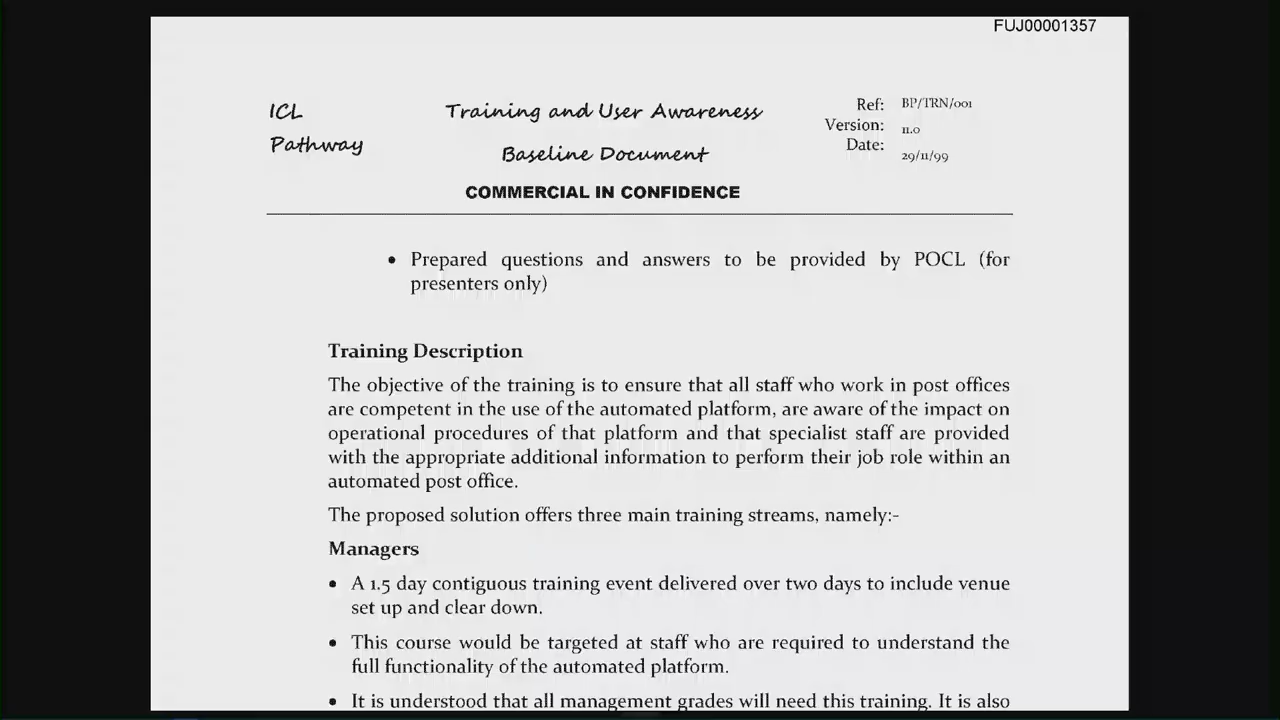 FUJ00001357
ICL
Pathway
Training and User Awareness
Baseline Document
COMMERCIAL IN CONFIDENCE
Ref: BP/TRN/001
Version: 11.0
Date: 29/11/99
• Prepared questions and answers to be provided by POCL (for
presenters only)
Training Description
The objective of the training is to ensure that all staff who work in post offices
are competent in the use of the automated platform, are aware of the impact on
operational procedures of that platform and that specialist staff are provided
with the appropriate additional information to perform their job role within an
automated post office.
The proposed solution offers three main training streams, namely:-
Managers
• A 1.5 day contiguous training event delivered over two days to include venue
set up and clear down.
• This course would be targeted at staff who are required to understand the
full functionality of the automated platform.
• It is understood that all management grades will need this training. It is also